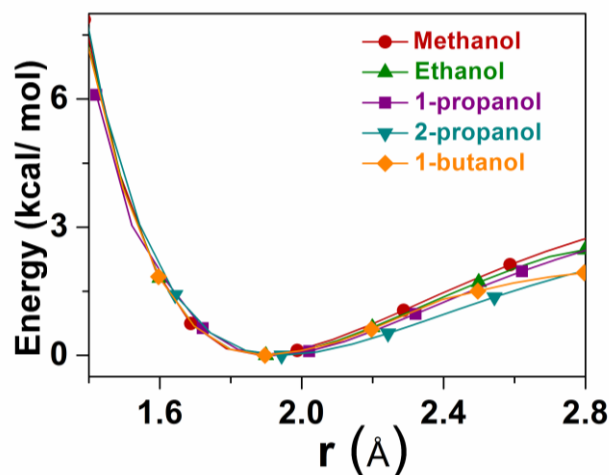 Methanol
Ethanol
1-propanol
2-propanol
1-butanol
Energy (kcal/ mol)
6
3
0
1.6 2.0 2.4 2.8
r (Å)